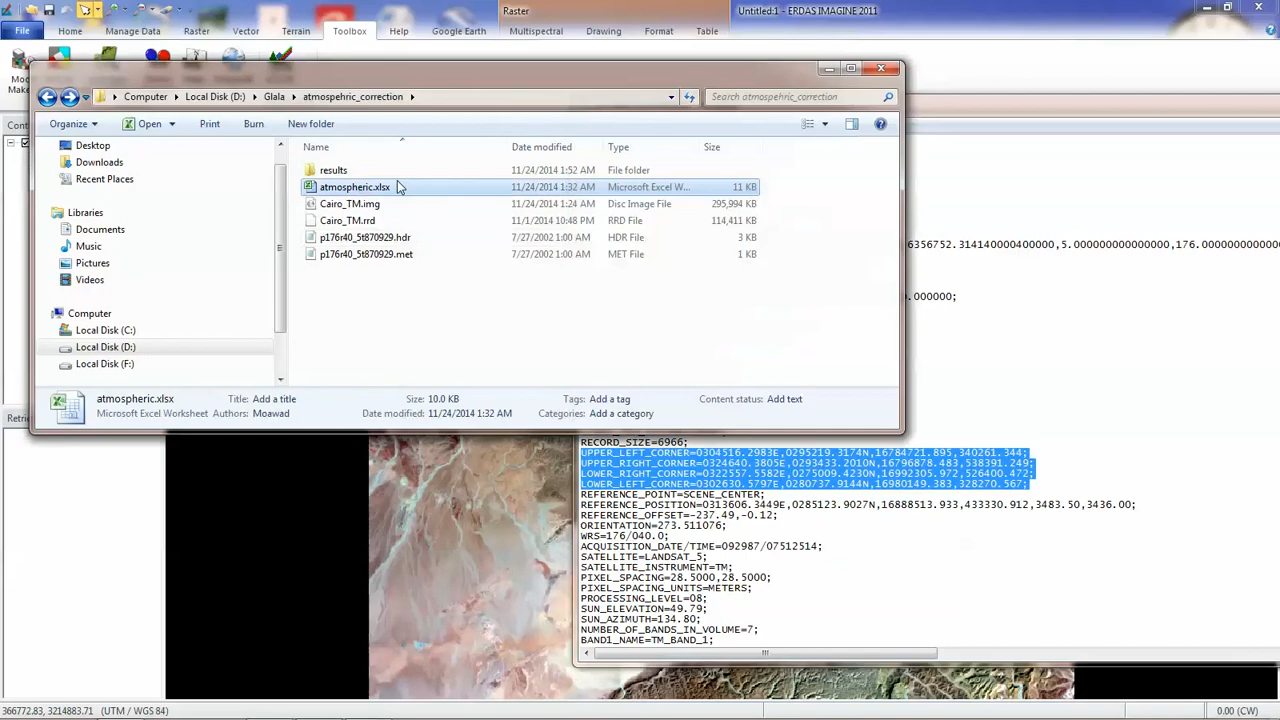 Raster
Untitled:1 - ERDAS IMAGINE 2011
File
Home
Manage Data
Raster
Vector
Terrain
Toolbox
Help
Google Earth
Multispectral
Drawing
Format
Table
Computer
Local Disk (D:)
Glala
atmospehric_correction
Search atmospehric_correction
Organize
Open
Print
Burn
New folder
Name
Date modified
Type
Size
Desktop
Downloads
Recent Places
Libraries
Documents
Music
Pictures
Videos
Computer
Local Disk (C:)
Local Disk (D:)
Local Disk (F:)
results 11/24/2014 1:52 AM File folder
atmospheric.xlsx 11/24/2014 1:32 AM Microsoft Excel W... 11 KB
Cairo_TM.img 11/24/2014 1:24 AM Disc Image File 295,994 KB
Cairo_TM.rrd 11/1/2014 10:48 PM RRD File 114,411 KB
p176r40_5t870929.hdr 7/27/2002 1:00 AM HDR File 3 KB
p176r40_5t870929.met 7/27/2002 1:00 AM MET File 1 KB
atmospheric.xlsx Title: Add a title Size: 10.0 KB Tags: Add a tag Content status: Add text
Microsoft Excel Worksheet Authors: Moawad Date modified: 11/24/2014 1:32 AM Categories: Add a category
6356752.314140000400000,5.000000000000000,176.0000000000000
.000000;
RECORD_SIZE=6966;
UPPER_LEFT_CORNER=0304516.2983E,0295219.3174N,16784721.895,340261.344;
UPPER_RIGHT_CORNER=0324640.3805E,0293433.2010N,16796878.483,538391.249;
LOWER_RIGHT_CORNER=0322557.5582E,0275009.4230N,16992305.972,526400.472;
LOWER_LEFT_CORNER=0302630.5797E,0280737.9144N,16980149.383,328270.567;
REFERENCE_POINT=SCENE_CENTER;
REFERENCE_POSITION=0313606.3449E,0285123.9027N,16888513.933,433330.912,3483.50,3436.00;
REFERENCE_OFFSET=-237.49,-0.12;
ORIENTATION=273.511076;
WRS=176/040.0;
ACQUISITION_DATE/TIME=092987/07512514;
SATELLITE=LANDSAT_5;
SATELLITE_INSTRUMENT=TM;
PIXEL_SPACING=28.5000,28.5000;
PIXEL_SPACING_UNITS=METERS;
PROCESSING_LEVEL=08;
SUN_ELEVATION=49.79;
SUN_AZIMUTH=134.80;
NUMBER_OF_BANDS_IN_VOLUME=7;
BAND1_NAME=TM_BAND_1;
366772.83, 3214883.71 (UTM / WGS 84)
0.00 (CW)